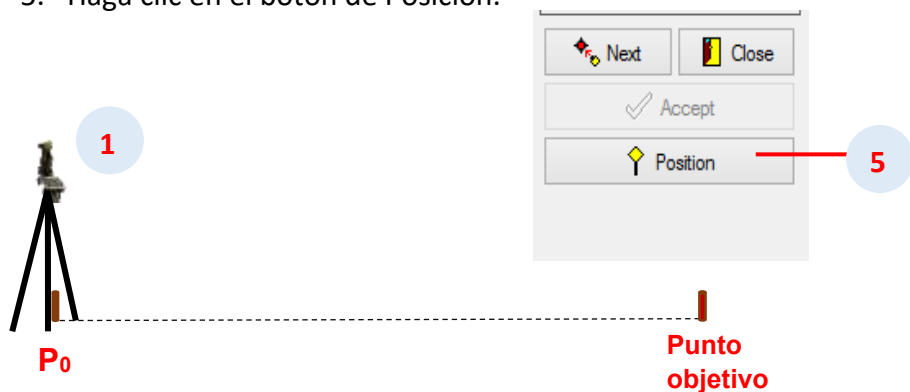 5. Haga clic en el botón de Posición.
Next Close
Accept
1
Position
5
P0
Punto
objetivo